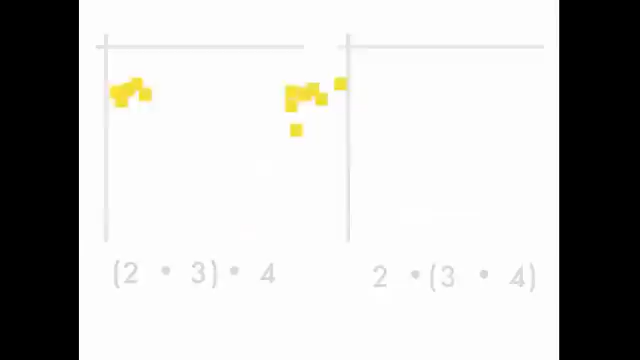 (2 • 3) • 4
2 • (3 • 4)